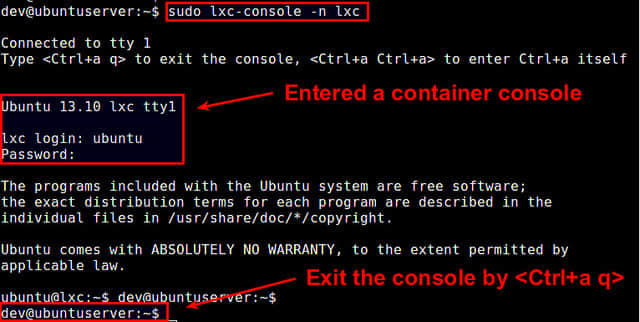 dev@ubuntuserver:~$ sudo lxc-console -n lxc
Connected to tty 1
Type <Ctrl+a q> to exit the console, <Ctrl+a Ctrl+a> to enter Ctrl+a itself
Entered a container console
Ubuntu 13.10 lxc tty1
lxc login: ubuntu
Password:
The programs included with the Ubuntu system are free software;
the exact distribution terms for each program are described in the
individual files in /usr/share/doc/*/copyright.
Ubuntu comes with ABSOLUTELY NO WARRANTY, to the extent permitted by
applicable law.
Exit the console by <Ctrl+a q>
ubuntu@lxc:~$ dev@ubuntuserver:~$
dev@ubuntuserver:~$